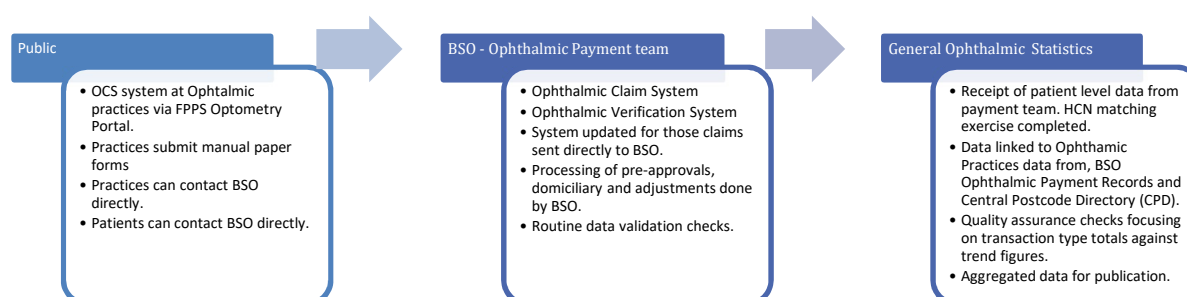 Public
• OCS system at Ophtalmic
practices via FPPS Optometry
Portal.
• Practices submit manual paper
forms
• Practices can contact BSO
directly.
• Patients can contact BSO directly.
BSO - Ophthalmic Payment team
• Ophthalmic Claim System
• Ophthalmic Verification System
• System updated for those claims
sent directly to BSO.
• Processing of pre-approvals,
domiciliary and adjustments done
by BSO.
• Routine data validation checks.
General Ophthalmic Statistics
• Receipt of patient level data from
payment team. HCN matching
exercise completed.
• Data linked to Ophthamic
Practices data from, BSO
Ophthalmic Payment Records and
Central Postcode Directory (CPD).
• Quality assurance checks focusing
on transaction type totals against
trend figures.
• Aggregated data for publication.